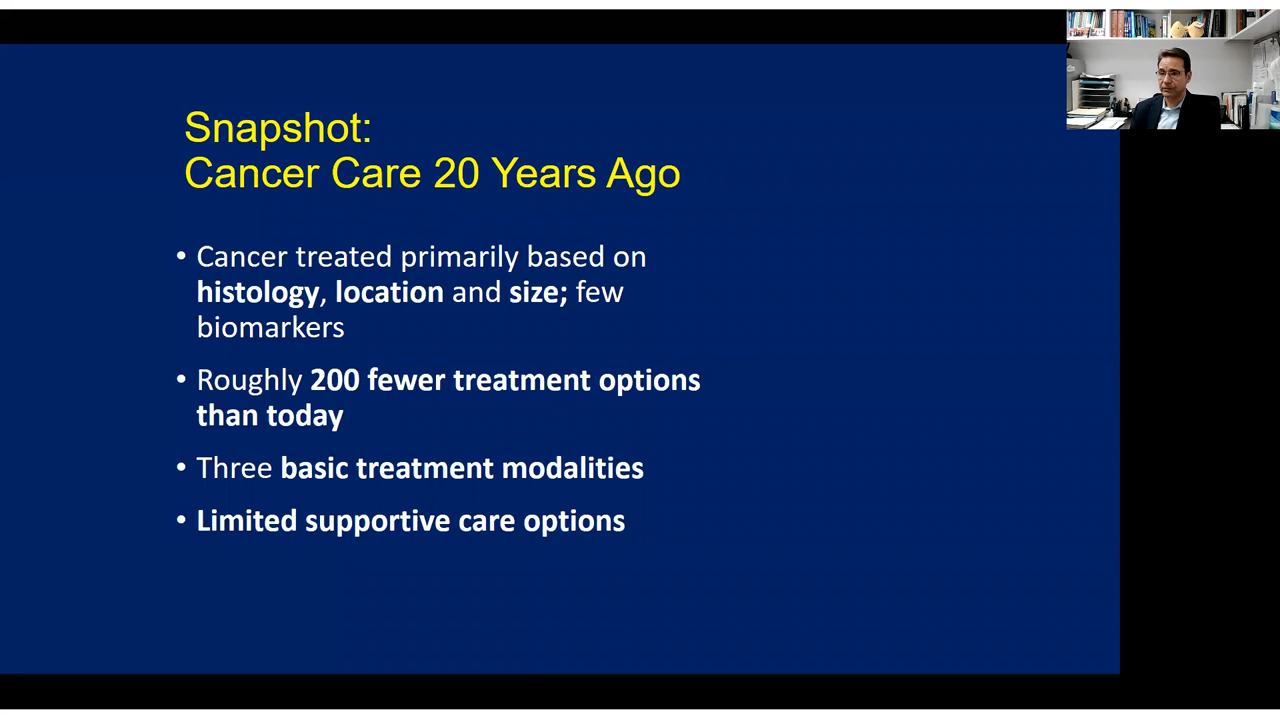 Snapshot:
Cancer Care 20 Years Ago
• Cancer treated primarily based on
histology, location and size; few
biomarkers
• Roughly 200 fewer treatment options
than today
• Three basic treatment modalities
• Limited supportive care options